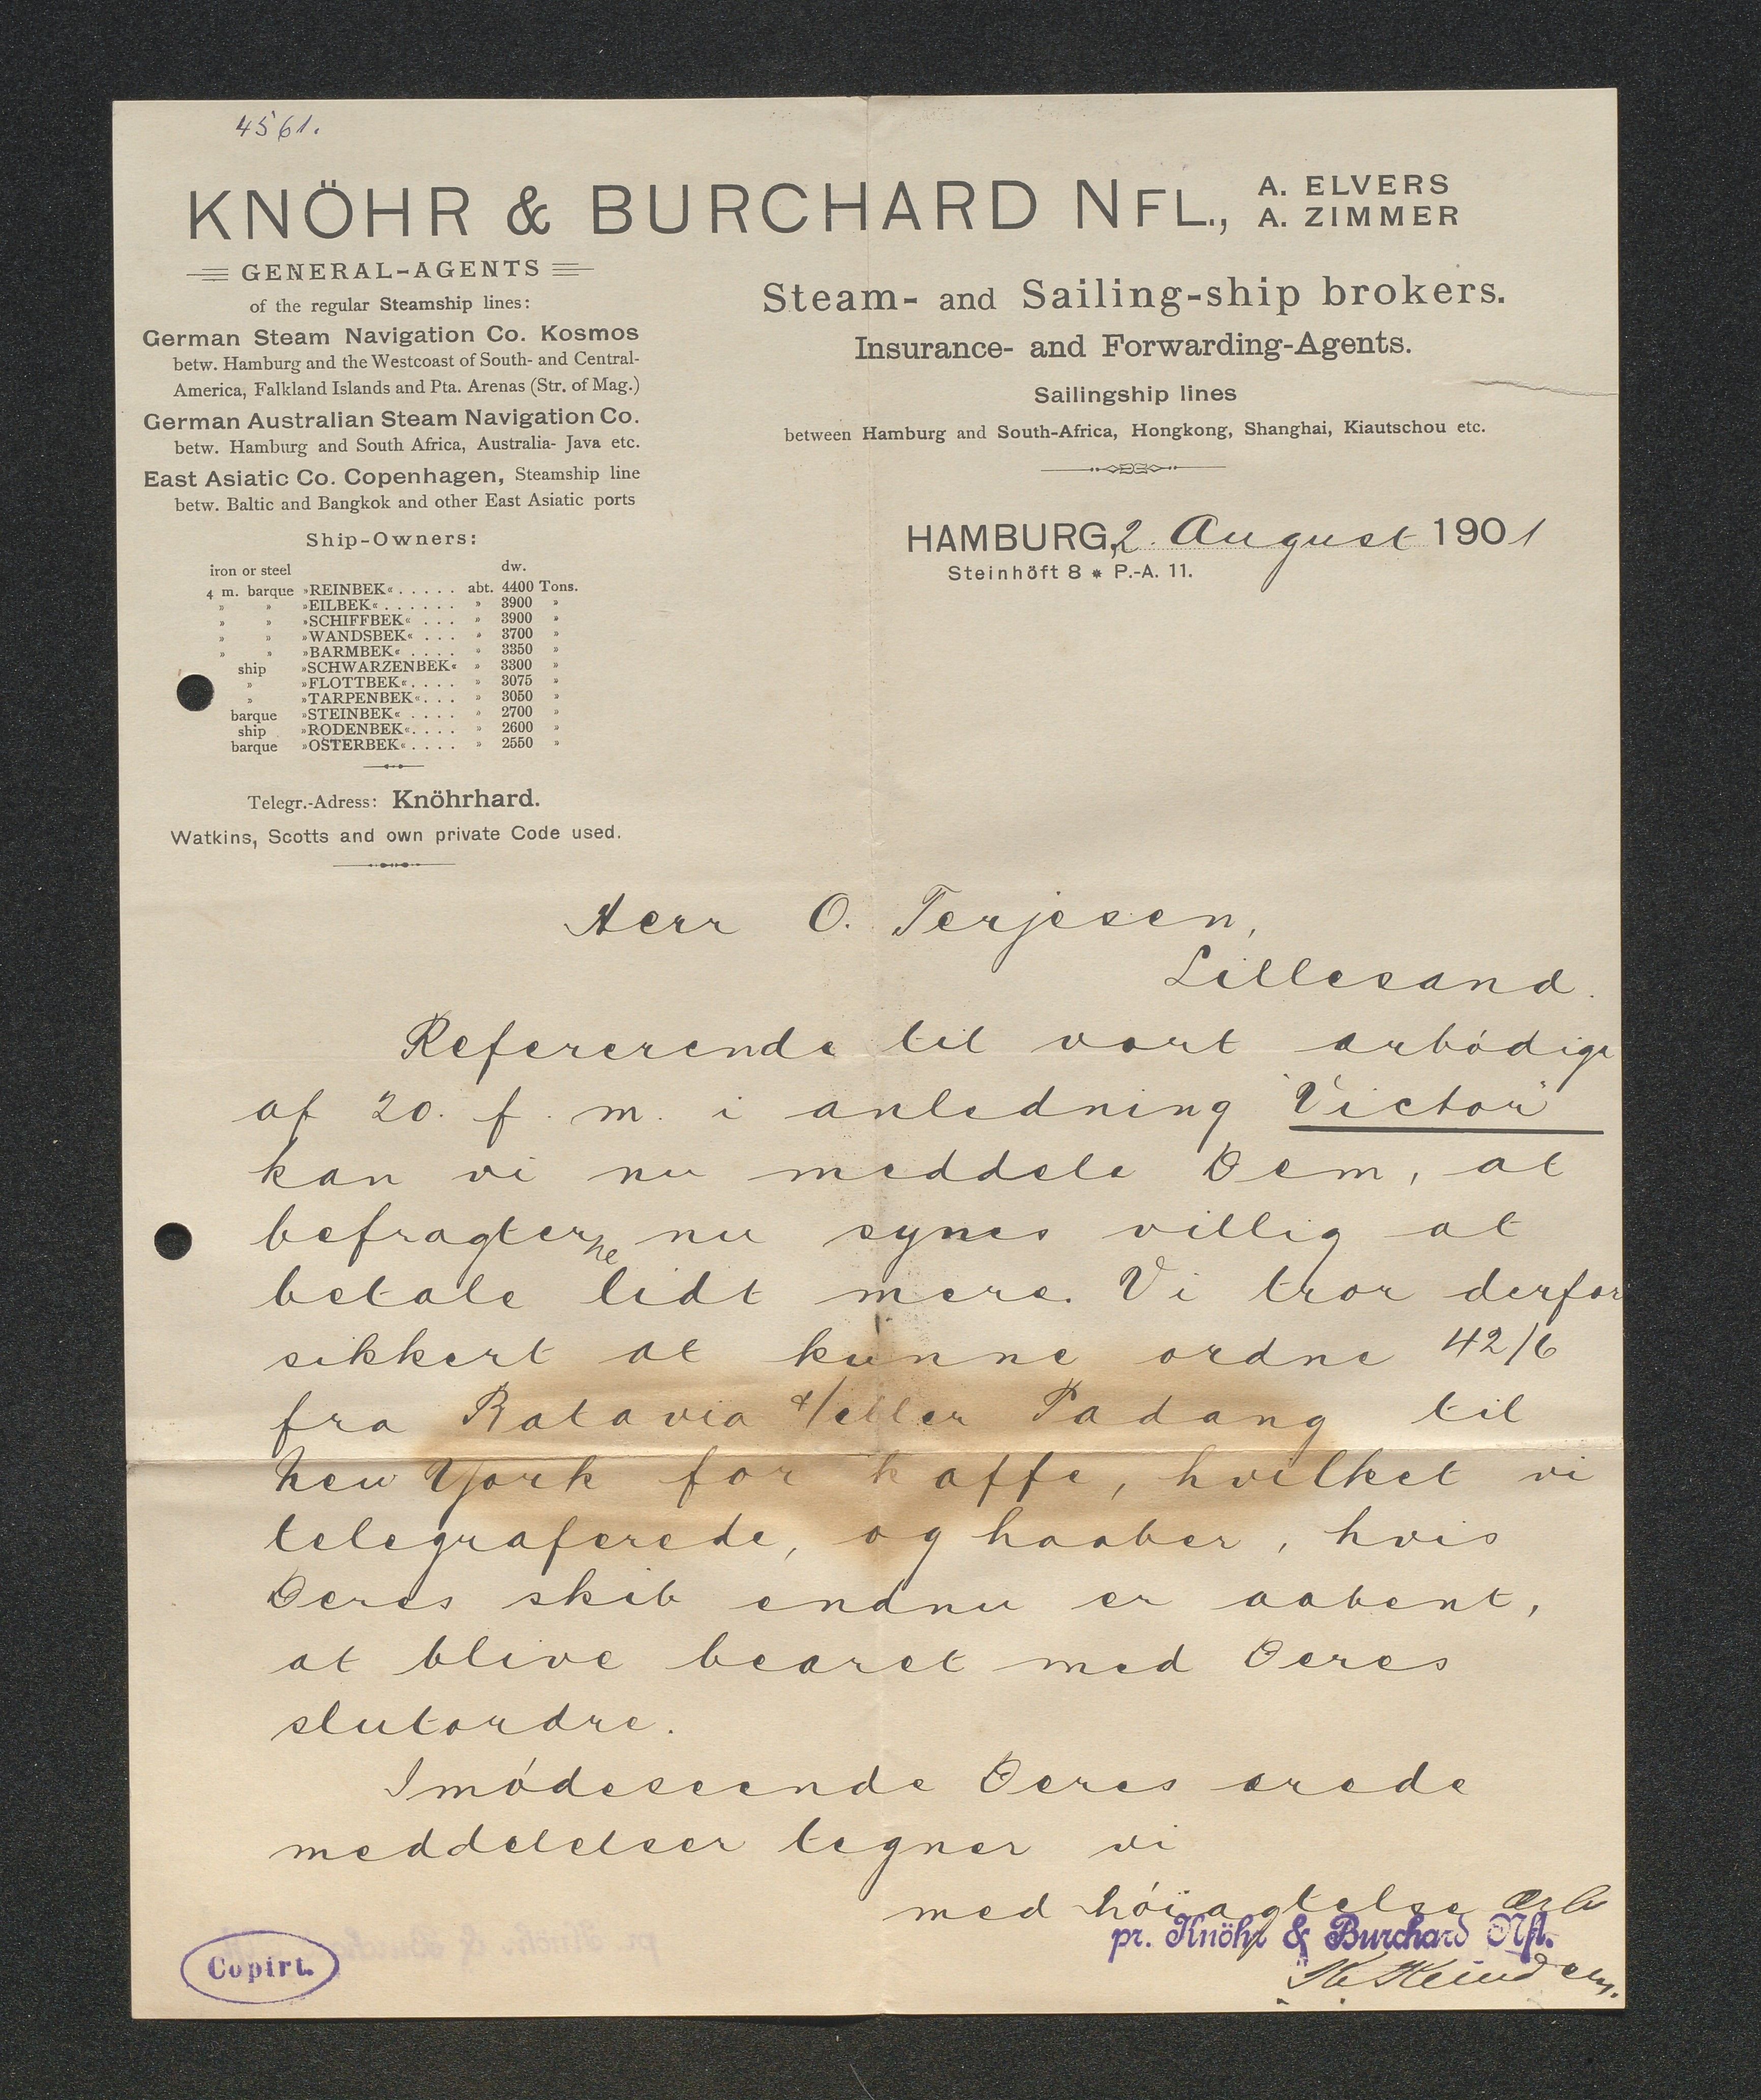 4561.
KNÖHR & BURCHARD NFL., A. ELVERS
A. ZIMMER
GENERAL-AGENTS
of the regular Steamship lines:
German Steam Navigation Co. Kosmos
betw. Hamburg and the Westcoast of South- and Central-
America, Falkland Islands and Pta. Arenas (Str. of Mag.)
German Australian Steam Navigation Co.
betw. Hamburg and South Africa, Australia- Java etc.
East Asiatic Co. Copenhagen, Steamship line
betw. Baltic and Bangkok and other East Asiatic ports
Ship-Owners:
iron or steel dw.
4 m. barque »REINBEK« ..... abt. 4400 Tons.
» » »EILBEK« ...... » 3900 »
» » »SCHIFFBEK« ... » 3900 »
» » »WANDSBEK« ... » 3700 »
» » »BARMBEK« .... » 3350 »
ship »SCHWARZENBEK« » 3300 »
» »FLOTTBEK« .... » 3075 »
» »TARPENBEK« ... » 3050 »
barque »STEINBEK« .... » 2700 »
ship »RODENBEK« .... » 2600 »
barque »OSTERBEK« .... » 2550 »
Telegr.-Adress: Knöhrhard.
Watkins, Scotts and own private Code used.
Steam- and Sailing-ship brokers.
Insurance- and Forwarding-Agents.
Sailingship lines
between Hamburg and South-Africa, Hongkong, Shanghai, Kiautschou etc.
HAMBURG, 2. August 1901
Steinhöft 8 * P.-A. 11.
Herr O. Terjesen,
Lillesand.
Refererende til vort ærbödige
af 20. f. m. i anledning "Victoria"
kan vi nu meddele Dem, at
befragterne nu synes villig at
betale lidt mere. Vi tror derfor
sikkert at kunne ordne 42/6
fra Batavia &/eller Padang til
New York for kaffe, hvilket vi
telegraferede, og haaber, hvis
Deres skib endnu er aabent,
at blive beæret med Deres
slutordre.
Imödeseende Deres ærede
meddelelser tegner vi
med höiagtelse ærb
pr. Knöhr & Burchard Nfl.
Copirt.